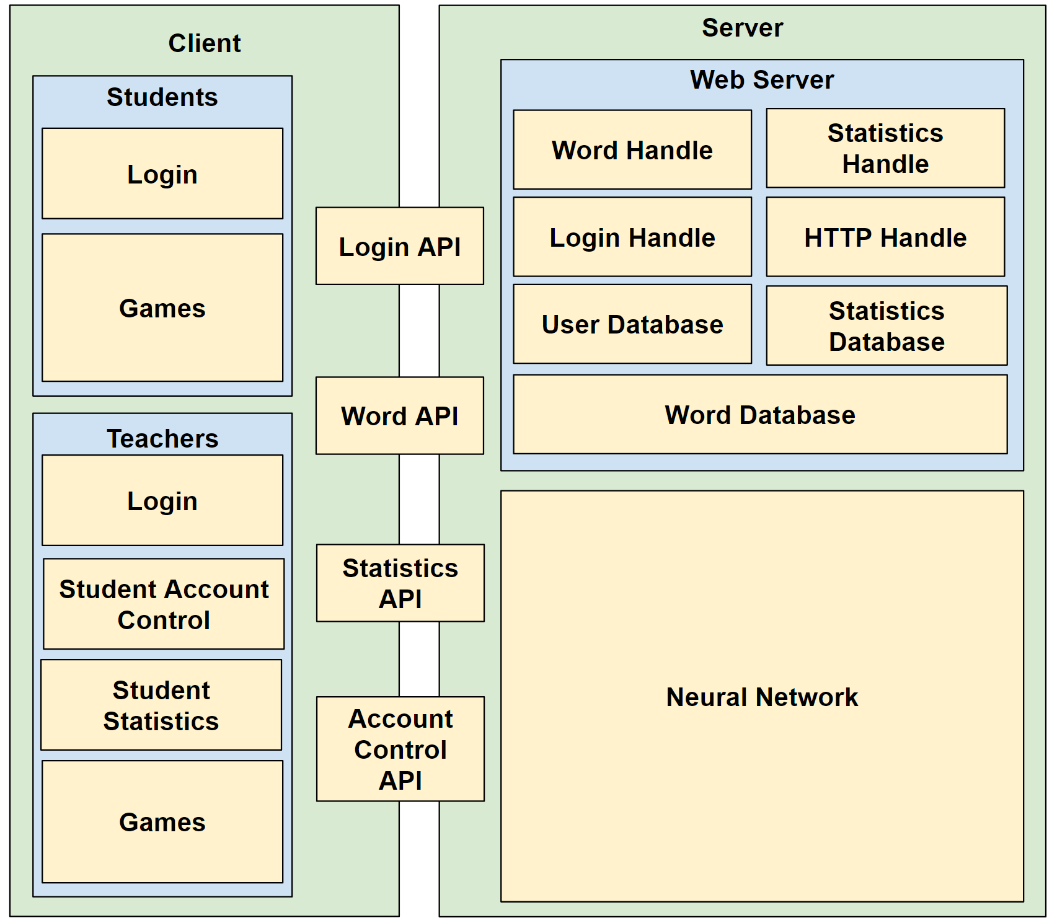 Client
Students
Login
Games
Teachers
Login
Student Account
Control
Student
Statistics
Games
Login API
Word API
Statistics
API
Account
Control
API
Server
Web Server
Word Handle
Statistics
Handle
Login Handle
HTTP Handle
User Database
Statistics
Database
Word Database
Neural Network